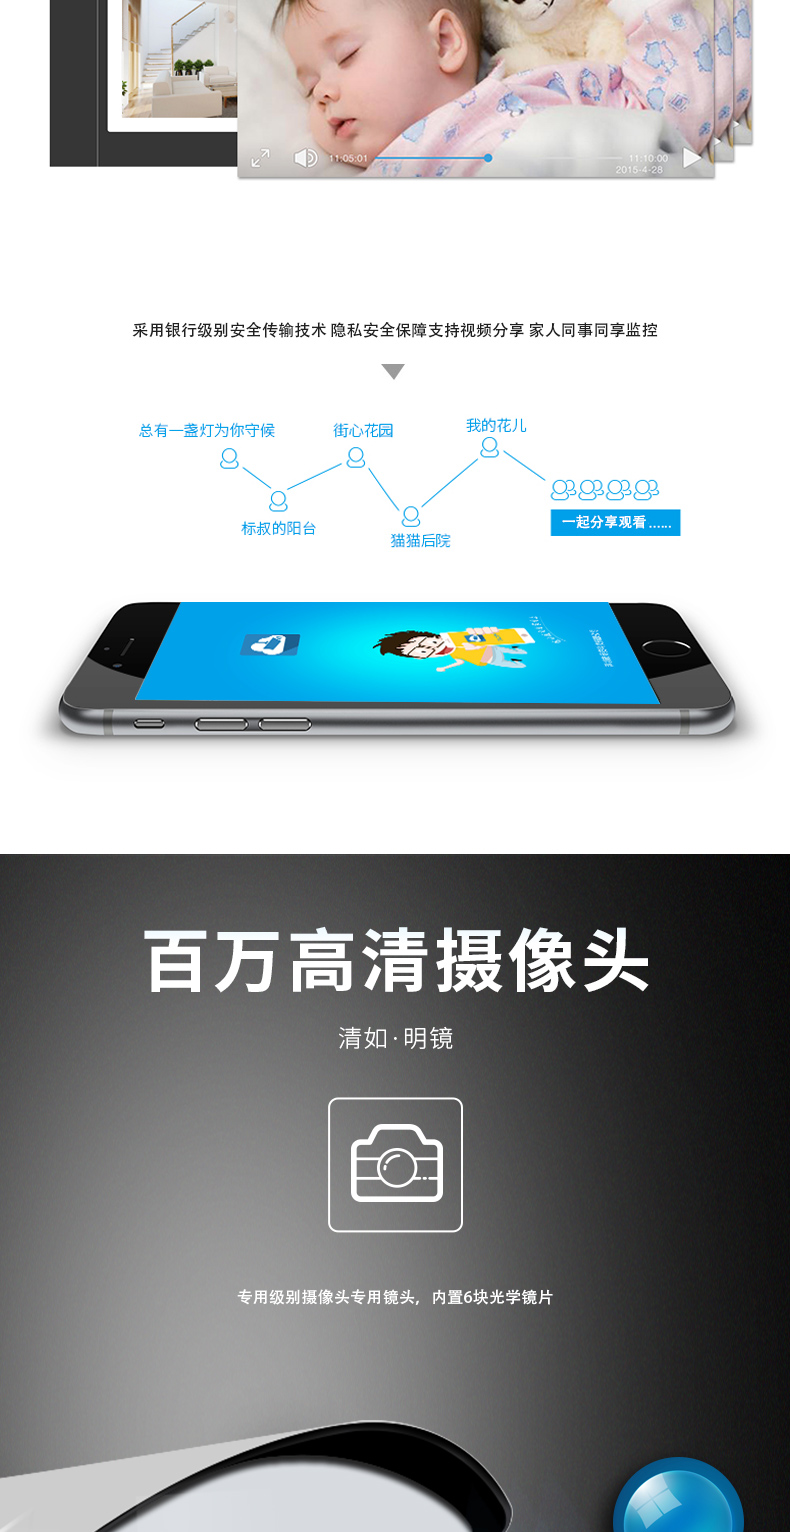 11:05:01
11:10:00
2015-4-28
采用银行级别安全传输技术 隐私安全保障支持视频分享 家人同事同享监控
总有一盏灯为你守候
街心花园
我的花儿
标叔的阳台
猫猫后院
一起分享观看 ......
百万高清摄像头
清如·明镜
专用级别摄像头专用镜头，内置6块光学镜片